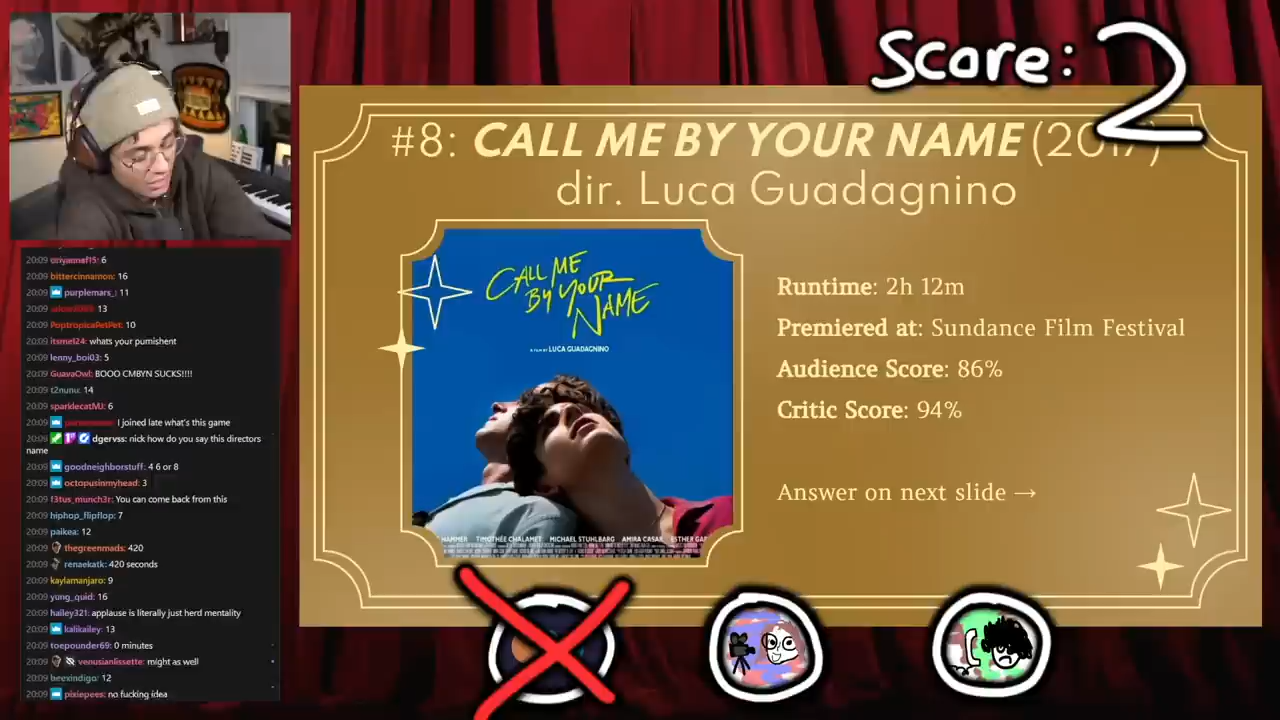 Score: 2
#8: CALL ME BY YOUR NAME (2017)
dir. Luca Guadagnino
CALL ME
BY YOUR
NAME
A FILM BY LUCA GUADAGNINO
HAMMER TIMOTHÉE CHALAMET MICHAEL STUHLBARG AMIRA CASAR ESTHER GAR
Runtime: 2h 12m
Premiered at: Sundance Film Festival
Audience Score: 86%
Critic Score: 94%
Answer on next slide →
20:09 : 6
20:09 bittercinnamon: 16
20:09 purplemars_: 11
20:09 13
20:09 PoptropicaPetPet: 10
20:09 itsmel24: whats your pumishent
20:09 lenny_boi03: 5
20:09 GuavaOwl: BOOO CMBYN SUCKS!!!!
20:09 t2nunu: 14
20:09 sparklecatMJ: 6
20:09 I joined late what's this game
20:09 dgervss: nick how do you say this directors
name
20:09 goodneighborstuff: 4 6 or 8
20:09 octopusinmyhead: 3
20:09 f3tus_munch3r: You can come back from this
20:09 hiphop_flipflop: 7
20:09 paikea: 12
20:09 thegreenmads: 420
20:09 renaekatk: 420 seconds
20:09 kaylamanjaro: 9
20:09 yung_quid: 16
20:09 hailey321: applause is literally just herd mentality
20:09 kalikailey: 13
20:09 toepounder69: 0 minutes
20:09 venusianlissette: might as well
20:09 beexindigo: 12
20:09 pixiepees: no fucking idea